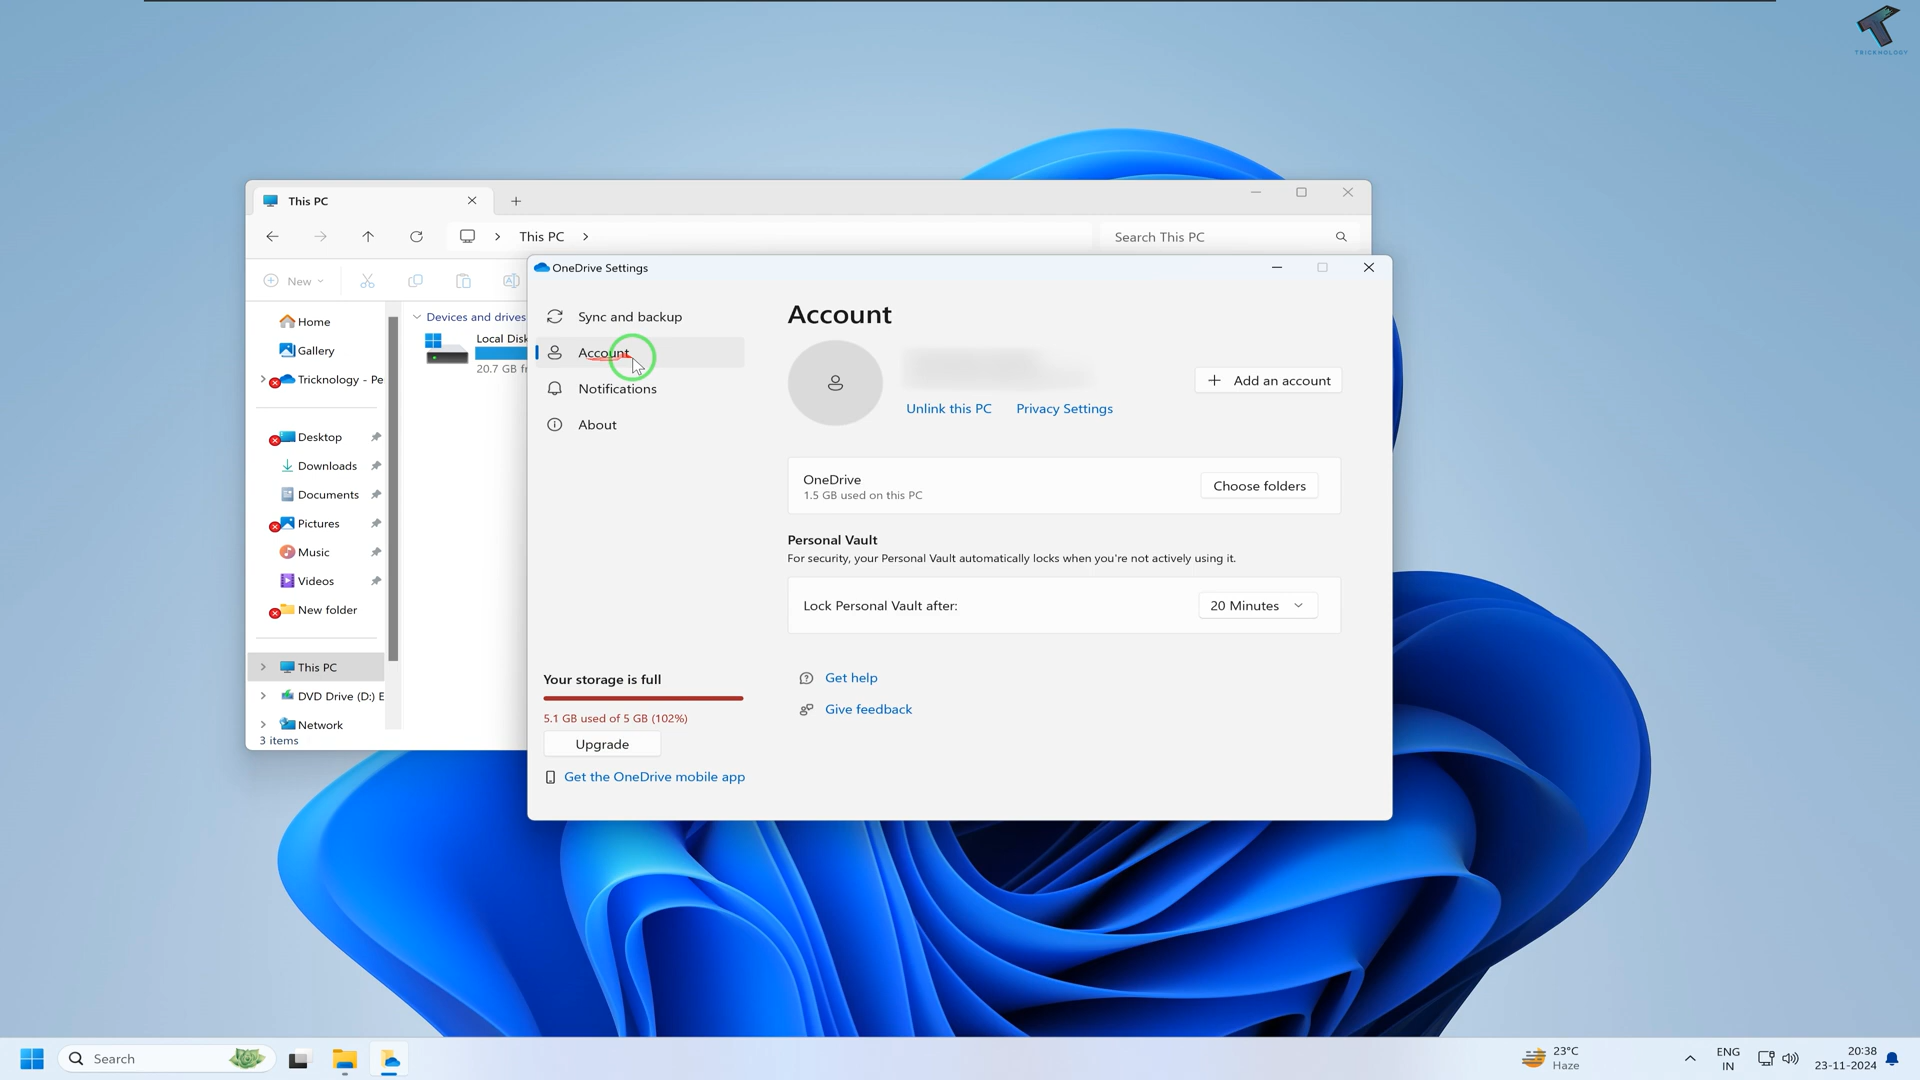 TRICKNOLOGY
This PC
This PC
Search This PC
New
OneDrive Settings
Home
Gallery
Tricknology - Pe
Desktop
Downloads
Documents
Pictures
Music
Videos
New folder
This PC
DVD Drive (D:) E
Network
3 items
Devices and drives
Local Disk
20.7 GB fr
Sync and backup
Account
Notifications
About
Your storage is full
5.1 GB used of 5 GB (102%)
Upgrade
Get the OneDrive mobile app
Account
Add an account
Unlink this PC
Privacy Settings
OneDrive
1.5 GB used on this PC
Choose folders
Personal Vault
For security, your Personal Vault automatically locks when you're not actively using it.
Lock Personal Vault after:
20 Minutes
Get help
Give feedback
Search
23°C
Haze
ENG
IN
20:38
23-11-2024